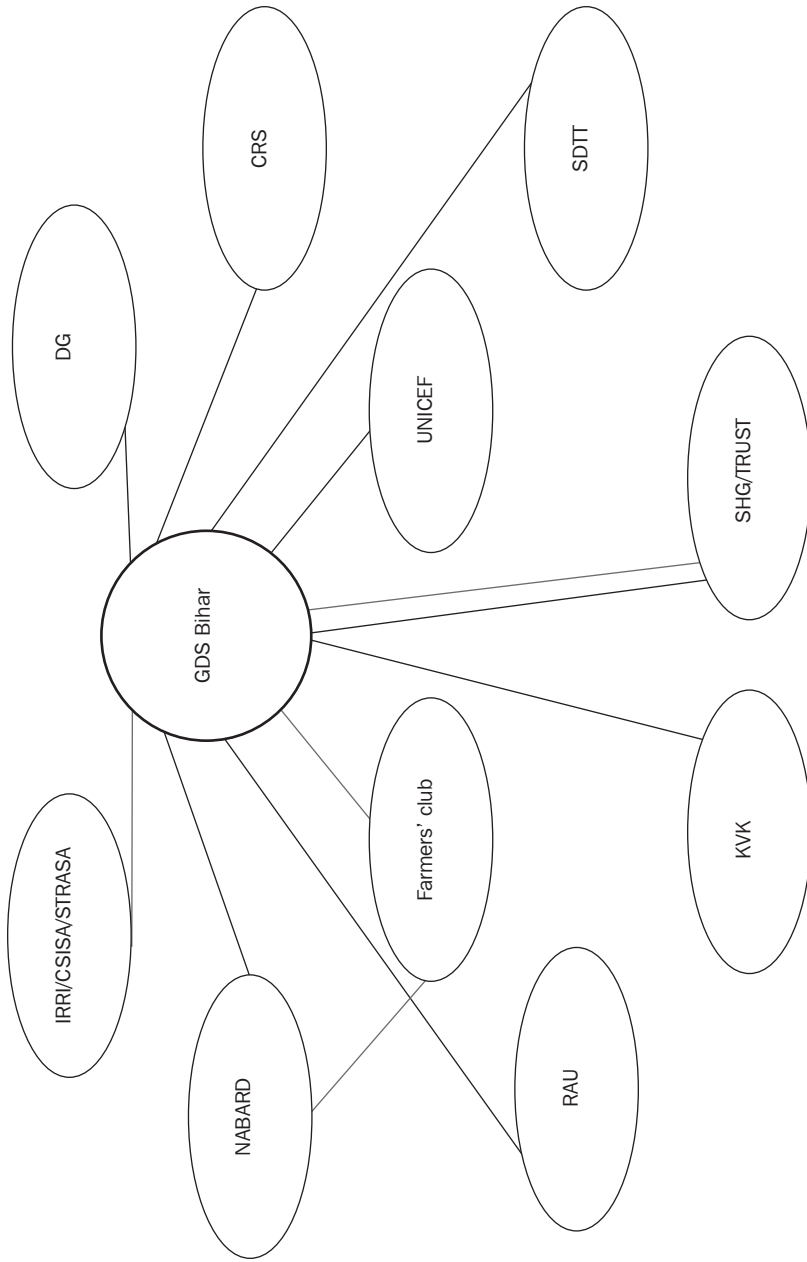 IRRI/CSISA/STRASA
DG
GDS Bihar
NABARD
CRS
Farmers' club
UNICEF
RAU
SDTT
KVK
SHG/TRUST